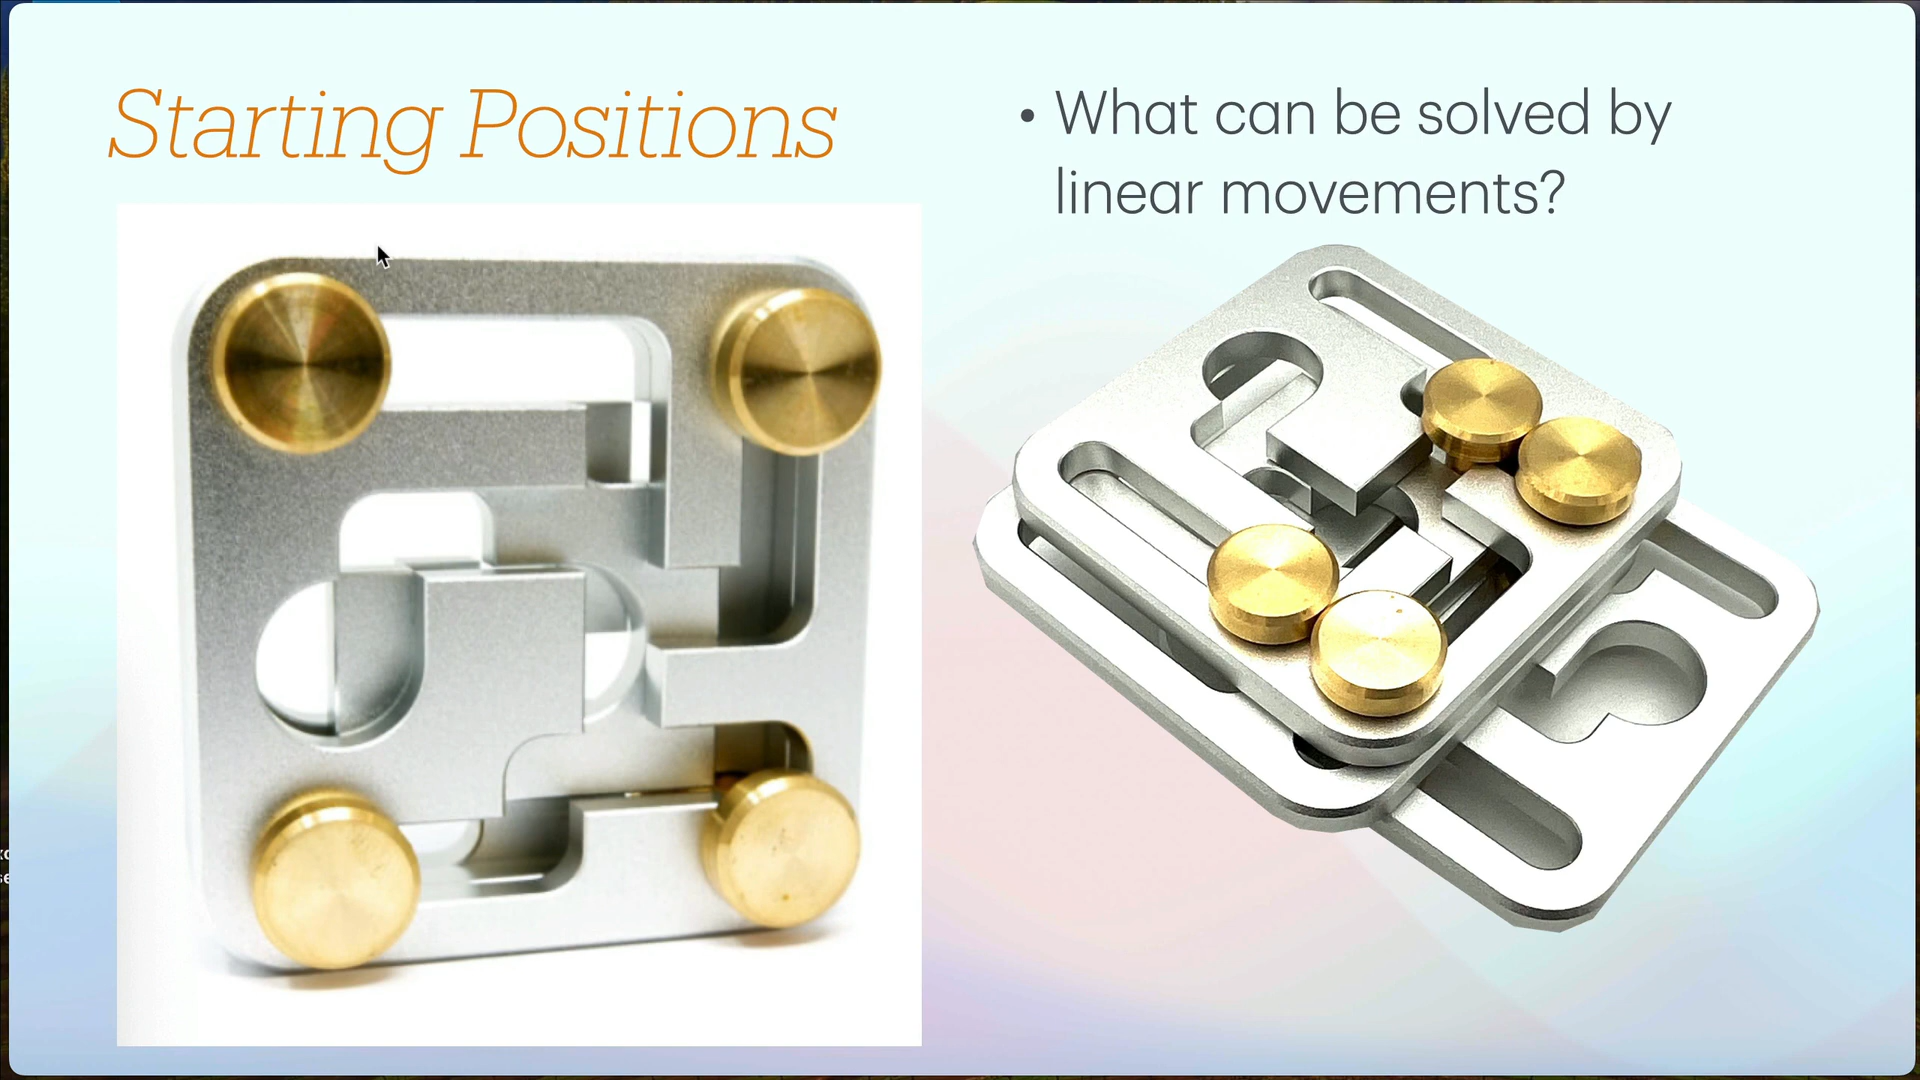 Starting Positions
• What can be solved by
linear movements?